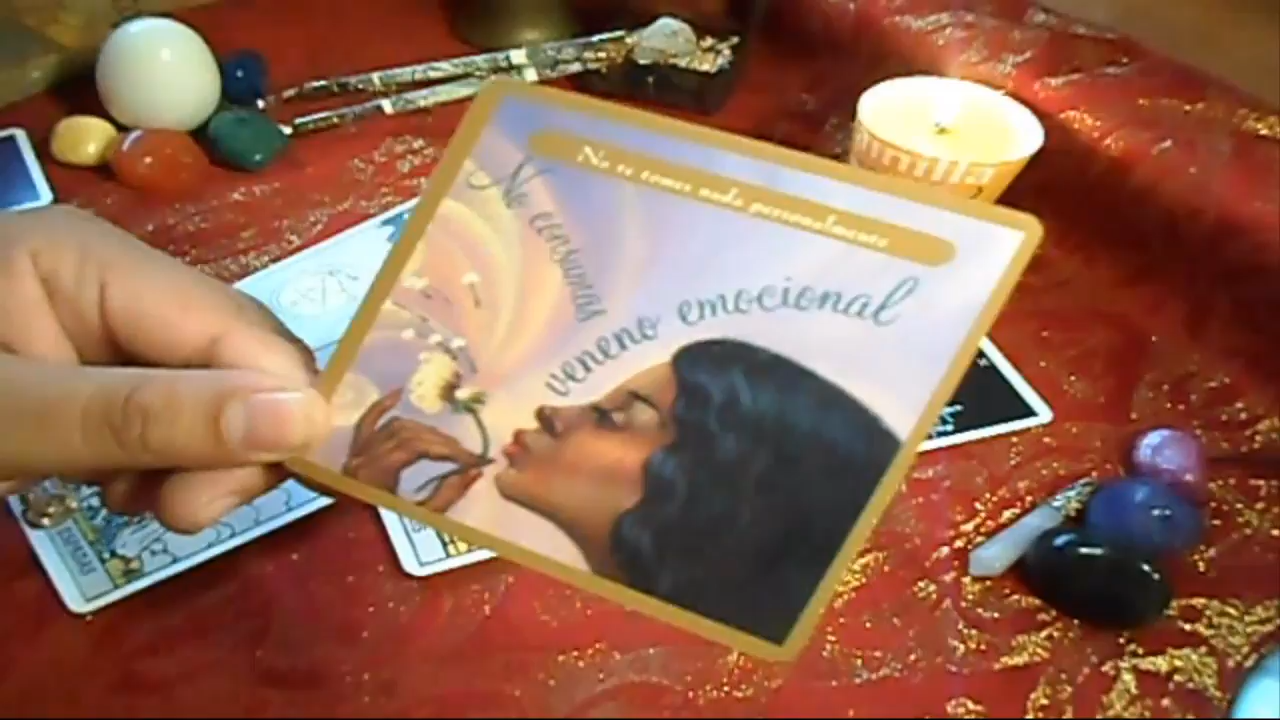 No te tomes nada personalmente
No consumas
veneno emocional